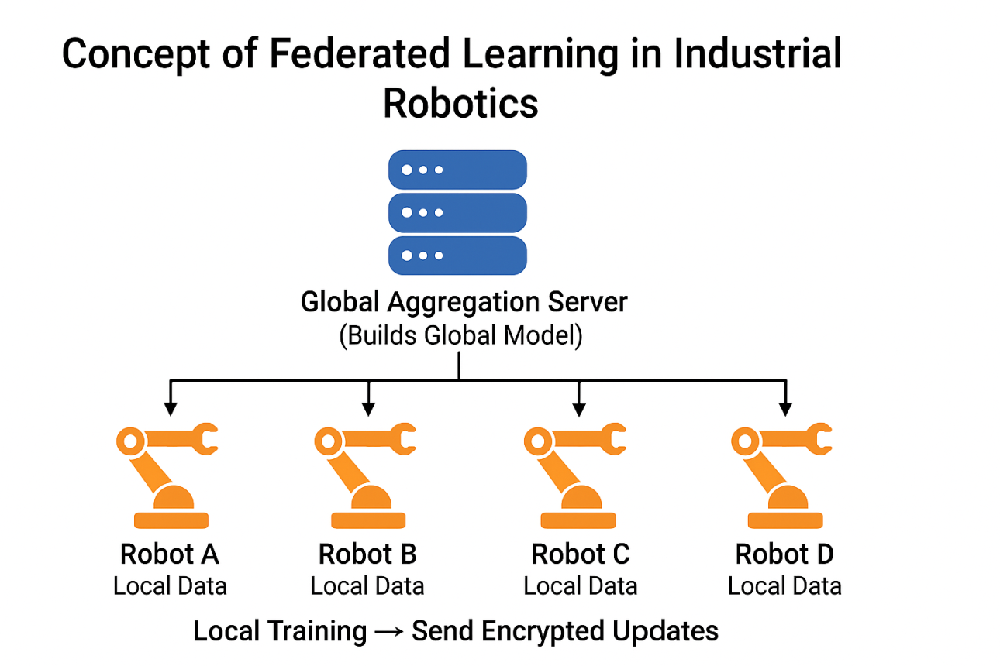 Concept of Federated Learning in Industrial
Robotics
Global Aggregation Server
(Builds Global Model)
Robot A
Local Data
Robot B
Local Data
Robot C
Local Data
Robot D
Local Data
Local Training → Send Encrypted Updates